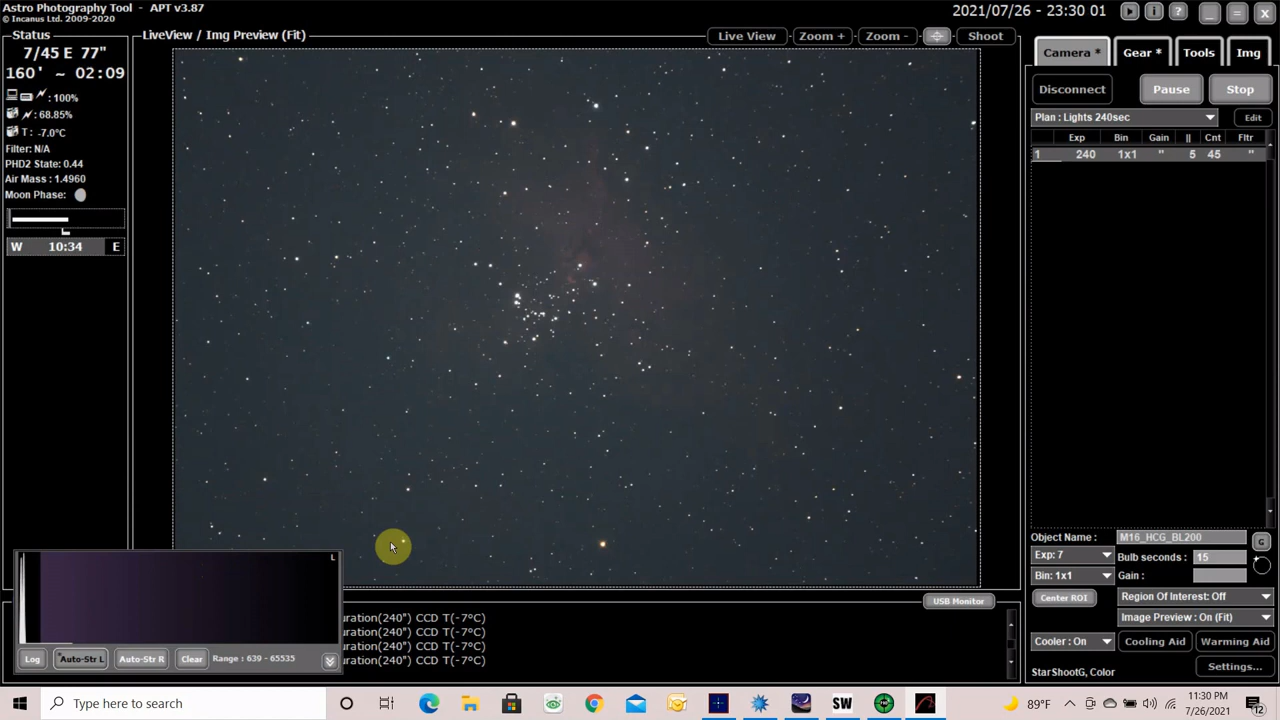 Astro Photography Tool - APT v3.87
© Incanus Ltd. 2009-2020
2021/07/26 - 23:30 01
Status
7/45 E 77"
160' ~ 02:09
: 100%
: 68.85%
T : -7.0°C
Filter: N/A
PHD2 State: 0.44
Air Mass : 1.4960
Moon Phase:
W 10:34 E
LiveView / Img Preview (Fit)
Live View Zoom + Zoom - Shoot
Camera * Gear * Tools Img
Disconnect Pause Stop
Plan : Lights 240sec Edit
Exp Bin Gain || Cnt Fltr
1 240 1x1 " 5 45 "
Object Name : M16_HCG_BL200 G
Exp: 7 Bulb seconds : 15
Bin: 1x1 Gain :
Center ROI Region Of Interest: Off
Image Preview : On (Fit)
Cooler : On Cooling Aid Warming Aid
StarShootG, Color Settings...
L
Log *Auto-Str L Auto-Str R Clear Range : 639 - 65535
USB Monitor
uration(240") CCD T(-7°C)
uration(240") CCD T(-7°C)
uration(240") CCD T(-7°C)
uration(240") CCD T(-7°C)
Type here to search
SW
89°F
11:30 PM
7/26/2021
12